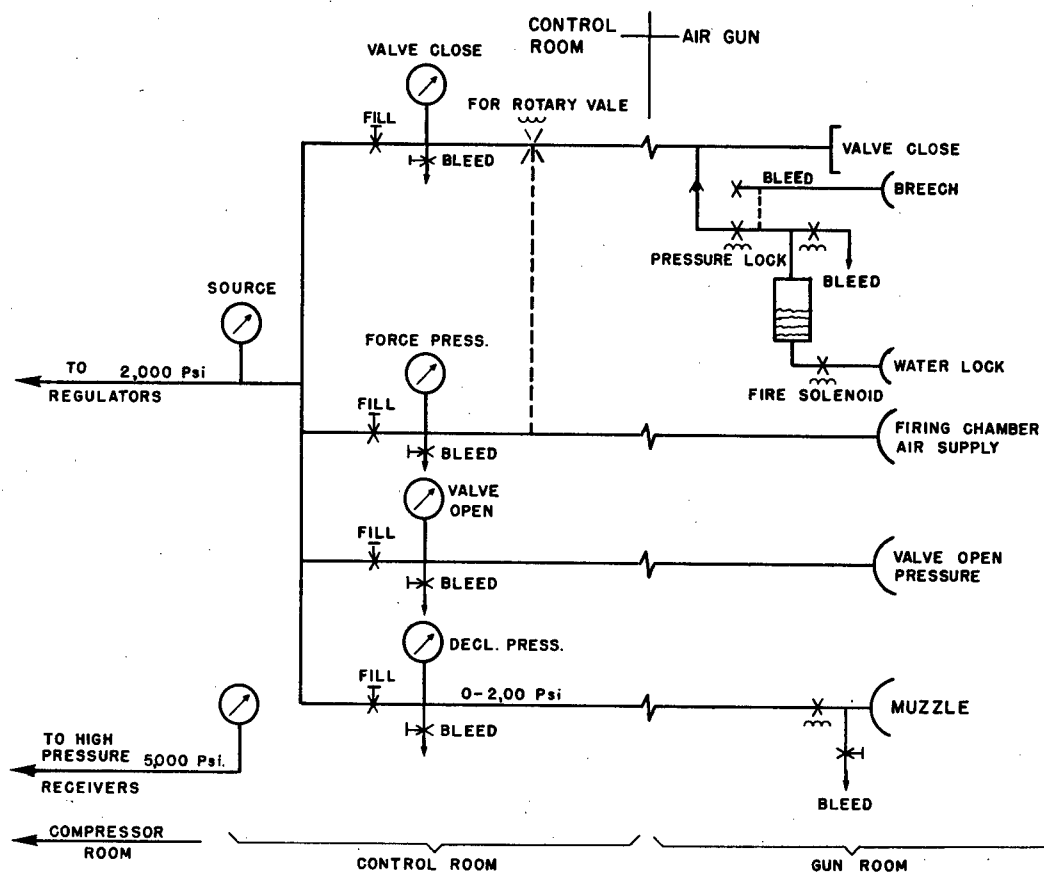 CONTROL
ROOM
AIR GUN
VALVE CLOSE
FOR ROTARY VALE
FILL
BLEED
VALVE CLOSE
BLEED
BREECH
PRESSURE LOCK
BLEED
SOURCE
TO 2,000 Psi
REGULATORS
FORCE PRESS.
WATER LOCK
FIRE SOLENOID
FILL
BLEED
FIRING CHAMBER
AIR SUPPLY
VALVE
OPEN
FILL
BLEED
VALVE OPEN
PRESSURE
DECL. PRESS.
FILL
0-2,00 Psi
BLEED
MUZZLE
TO HIGH
PRESSURE 5,000 Psi.
RECEIVERS
BLEED
COMPRESSOR
ROOM
CONTROL ROOM
GUN ROOM